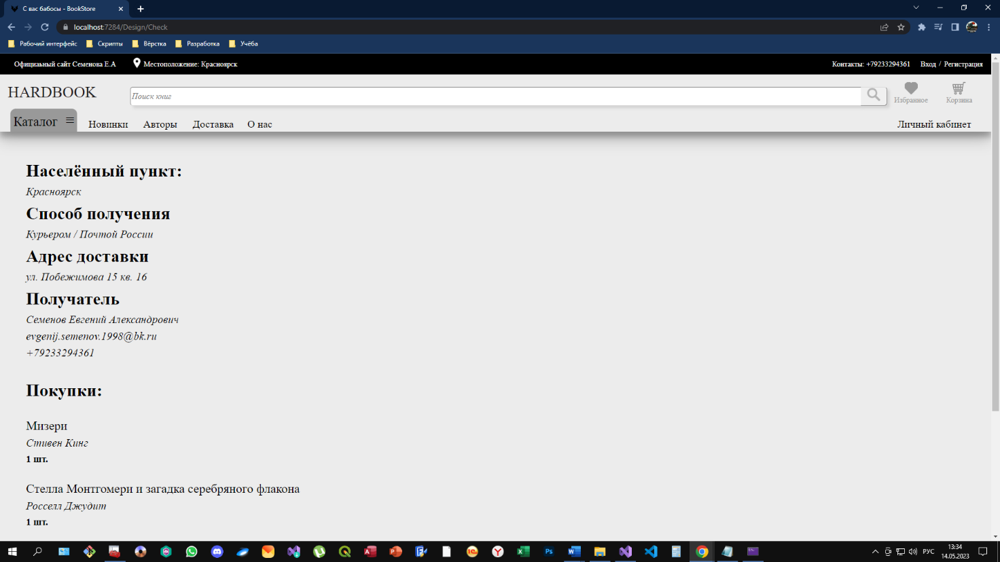 С вас бабосы - BookStore
localhost:7284/Design/Check
Рабочий интерфейс Скрипты Вёрстка Разработка Учёба
Официаьный сайт Семенова Е.А Местоположение: Красноярск Контакты: +79233294361 Вход / Регистрация
HARDBOOK Поиск книг Избранное Корзина
Каталог Новинки Авторы Доставка О нас Личный кабинет
Населённый пункт:
Красноярск
Способ получения
Курьером / Почтой России
Адрес доставки
ул. Побежимова 15 кв. 16
Получатель
Семенов Евгений Александрович
evgenij.semenov.1998@bk.ru
+79233294361
Покупки:
Мизери
Стивен Кинг
1 шт.
Стелла Монтгомери и загадка серебряного флакона
Росселл Джудит
1 шт.
РУС 13:34
14.05.2023